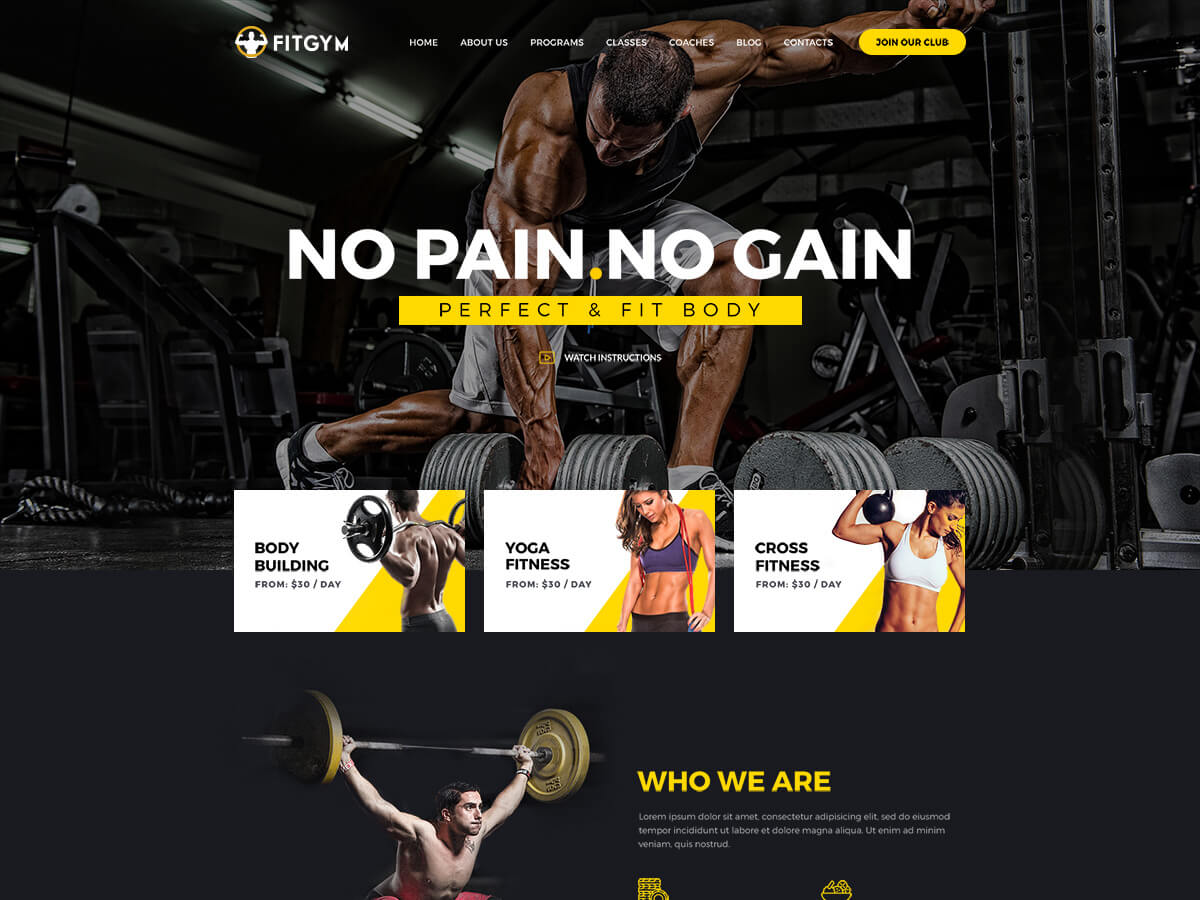 FITGYM
HOME ABOUT US PROGRAMS CLASSES COACHES BLOG CONTACTS JOIN OUR CLUB
NO PAIN.NO GAIN
PERFECT & FIT BODY
WATCH INSTRUCTIONS
BODY
BUILDING
FROM: $30 / DAY
YOGA
FITNESS
FROM: $30 / DAY
CROSS
FITNESS
FROM: $30 / DAY
WHO WE ARE
Lorem ipsum dolor sit amet, consectetur adipisicing elit, sed do eiusmod
tempor incididunt ut labore et dolore magna aliqua. Ut enim ad minim
veniam, quis nostrud.